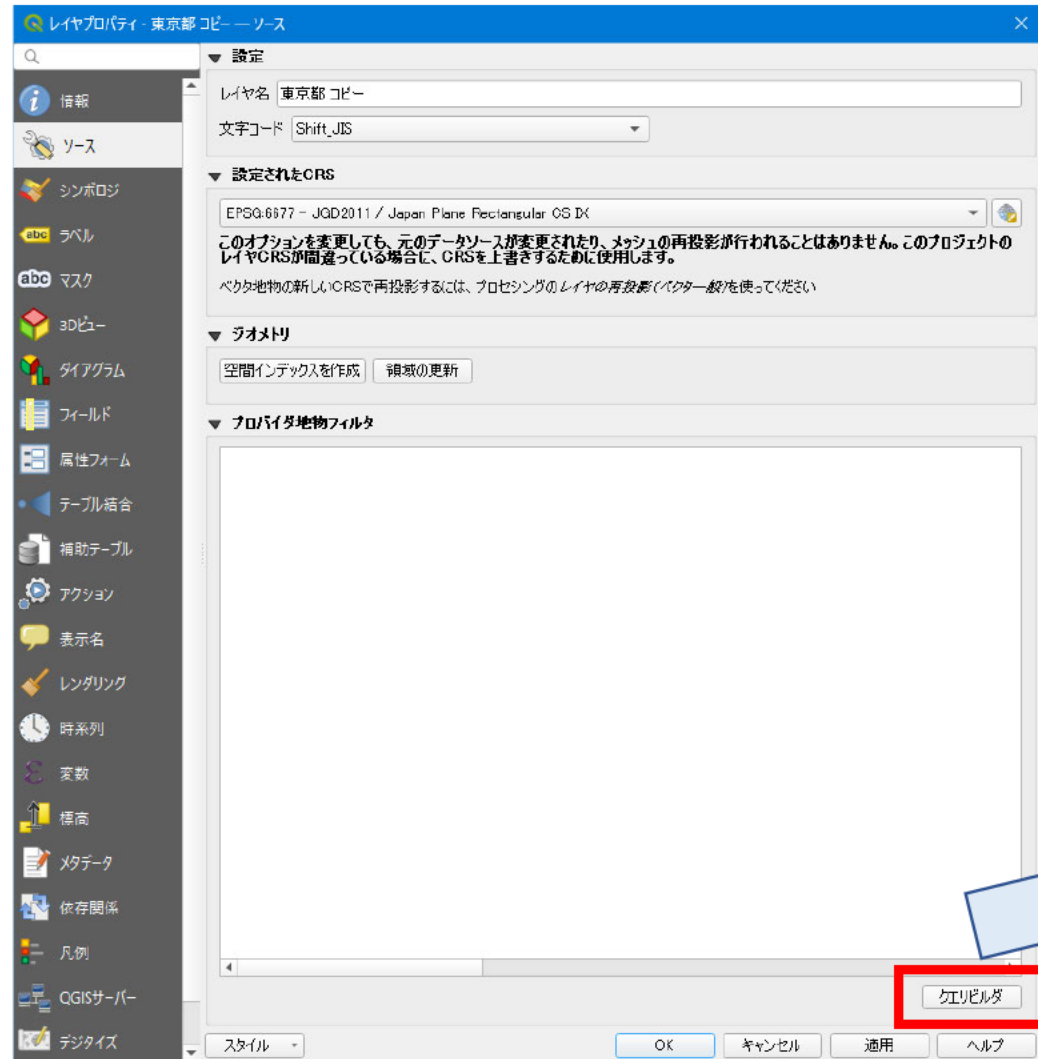 レイヤプロパティ - 東京都 コピー — ソース
情報
ソース
シンボロジ
abc ラベル
abc マスク
3Dビュー
ダイアグラム
フィールド
属性フォーム
テーブル結合
補助テーブル
アクション
表示名
レンダリング
時系列
変数
標高
メタデータ
依存関係
凡例
QGISサーバー
デジタイズ
設定
レイヤ名 東京都 コピー
文字コード Shift_JIS
設定されたCRS
EPSG:6677 - JGD2011 / Japan Plane Rectangular CS IX
このオプションを変更しても、元のデータソースが変更されたり、メッシュの再投影が行われることはありません。このプロジェクトの
レイヤCRSが間違っている場合に、CRSを上書きするために使用します。
ベクタ地物の新しいCRSで再投影するには、プロセシングのレイヤの再投影(ベクター一般)を使ってください
ジオメトリ
空間インデックスを作成 領域の更新
プロバイダ地物フィルタ
クエリビルダ
スタイル OK キャンセル 適用 ヘルプ